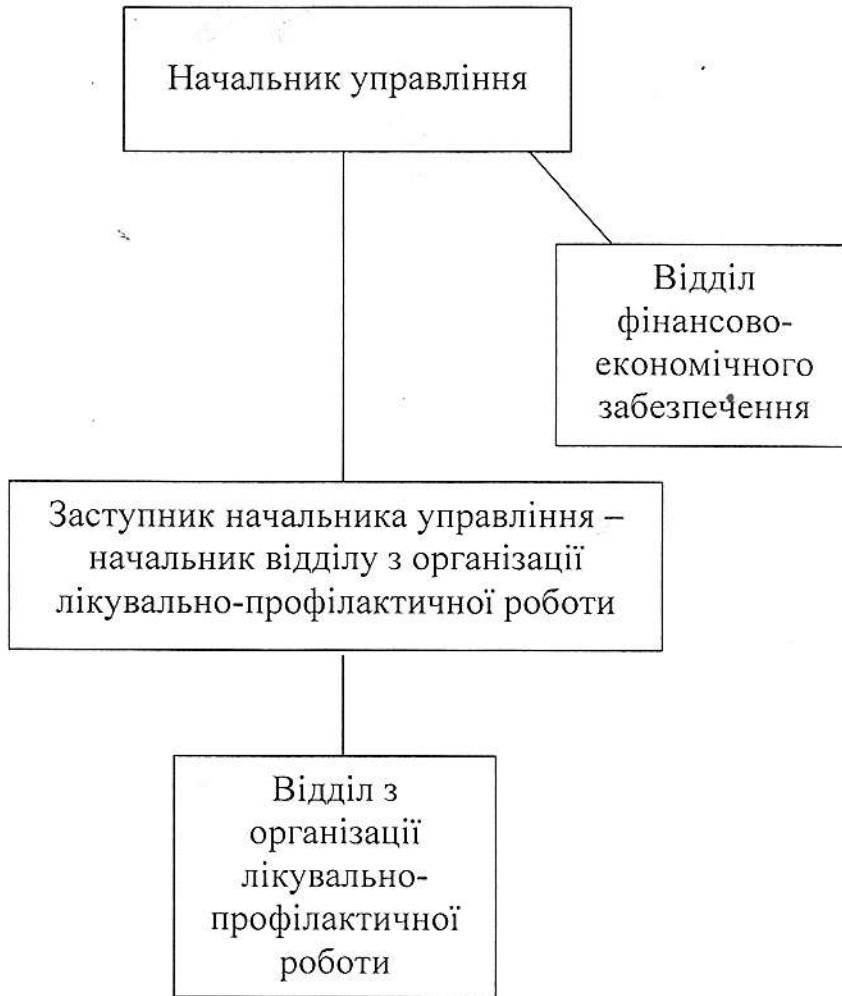 Начальник управління
Відділ
фінансово-
економічного
забезпечення
Заступник начальника управління –
начальник відділу з організації
лікувально-профілактичної роботи
Відділ з
організації
лікувально-
профілактичної
роботи